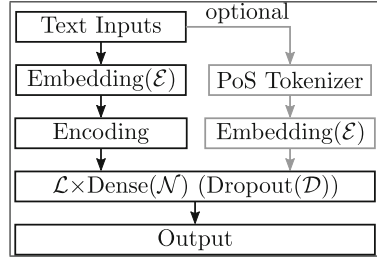 optional
Text Inputs
Embedding(ℰ) PoS Tokenizer
Encoding Embedding(ℰ)
ℒ×Dense(𝒩) (Dropout(𝒟))
Output